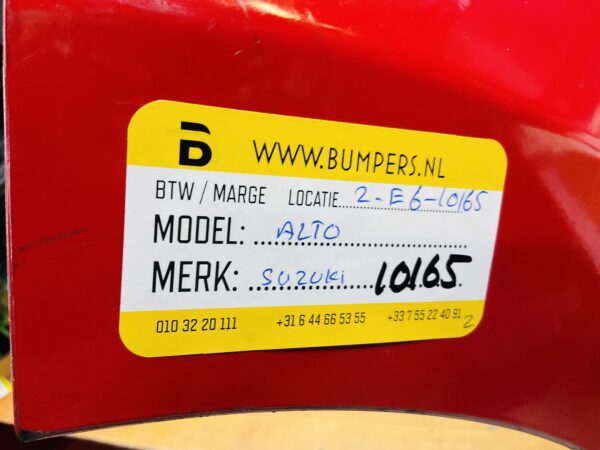 B WWW.BUMPERS.NL
BTW / MARGE LOCATIE 2-E6-10165
MODEL: ALTO
MERK: SUZUKI 10165
010 32 20 111 +31 6 44 66 53 55 +33 7 55 22 40 91 2